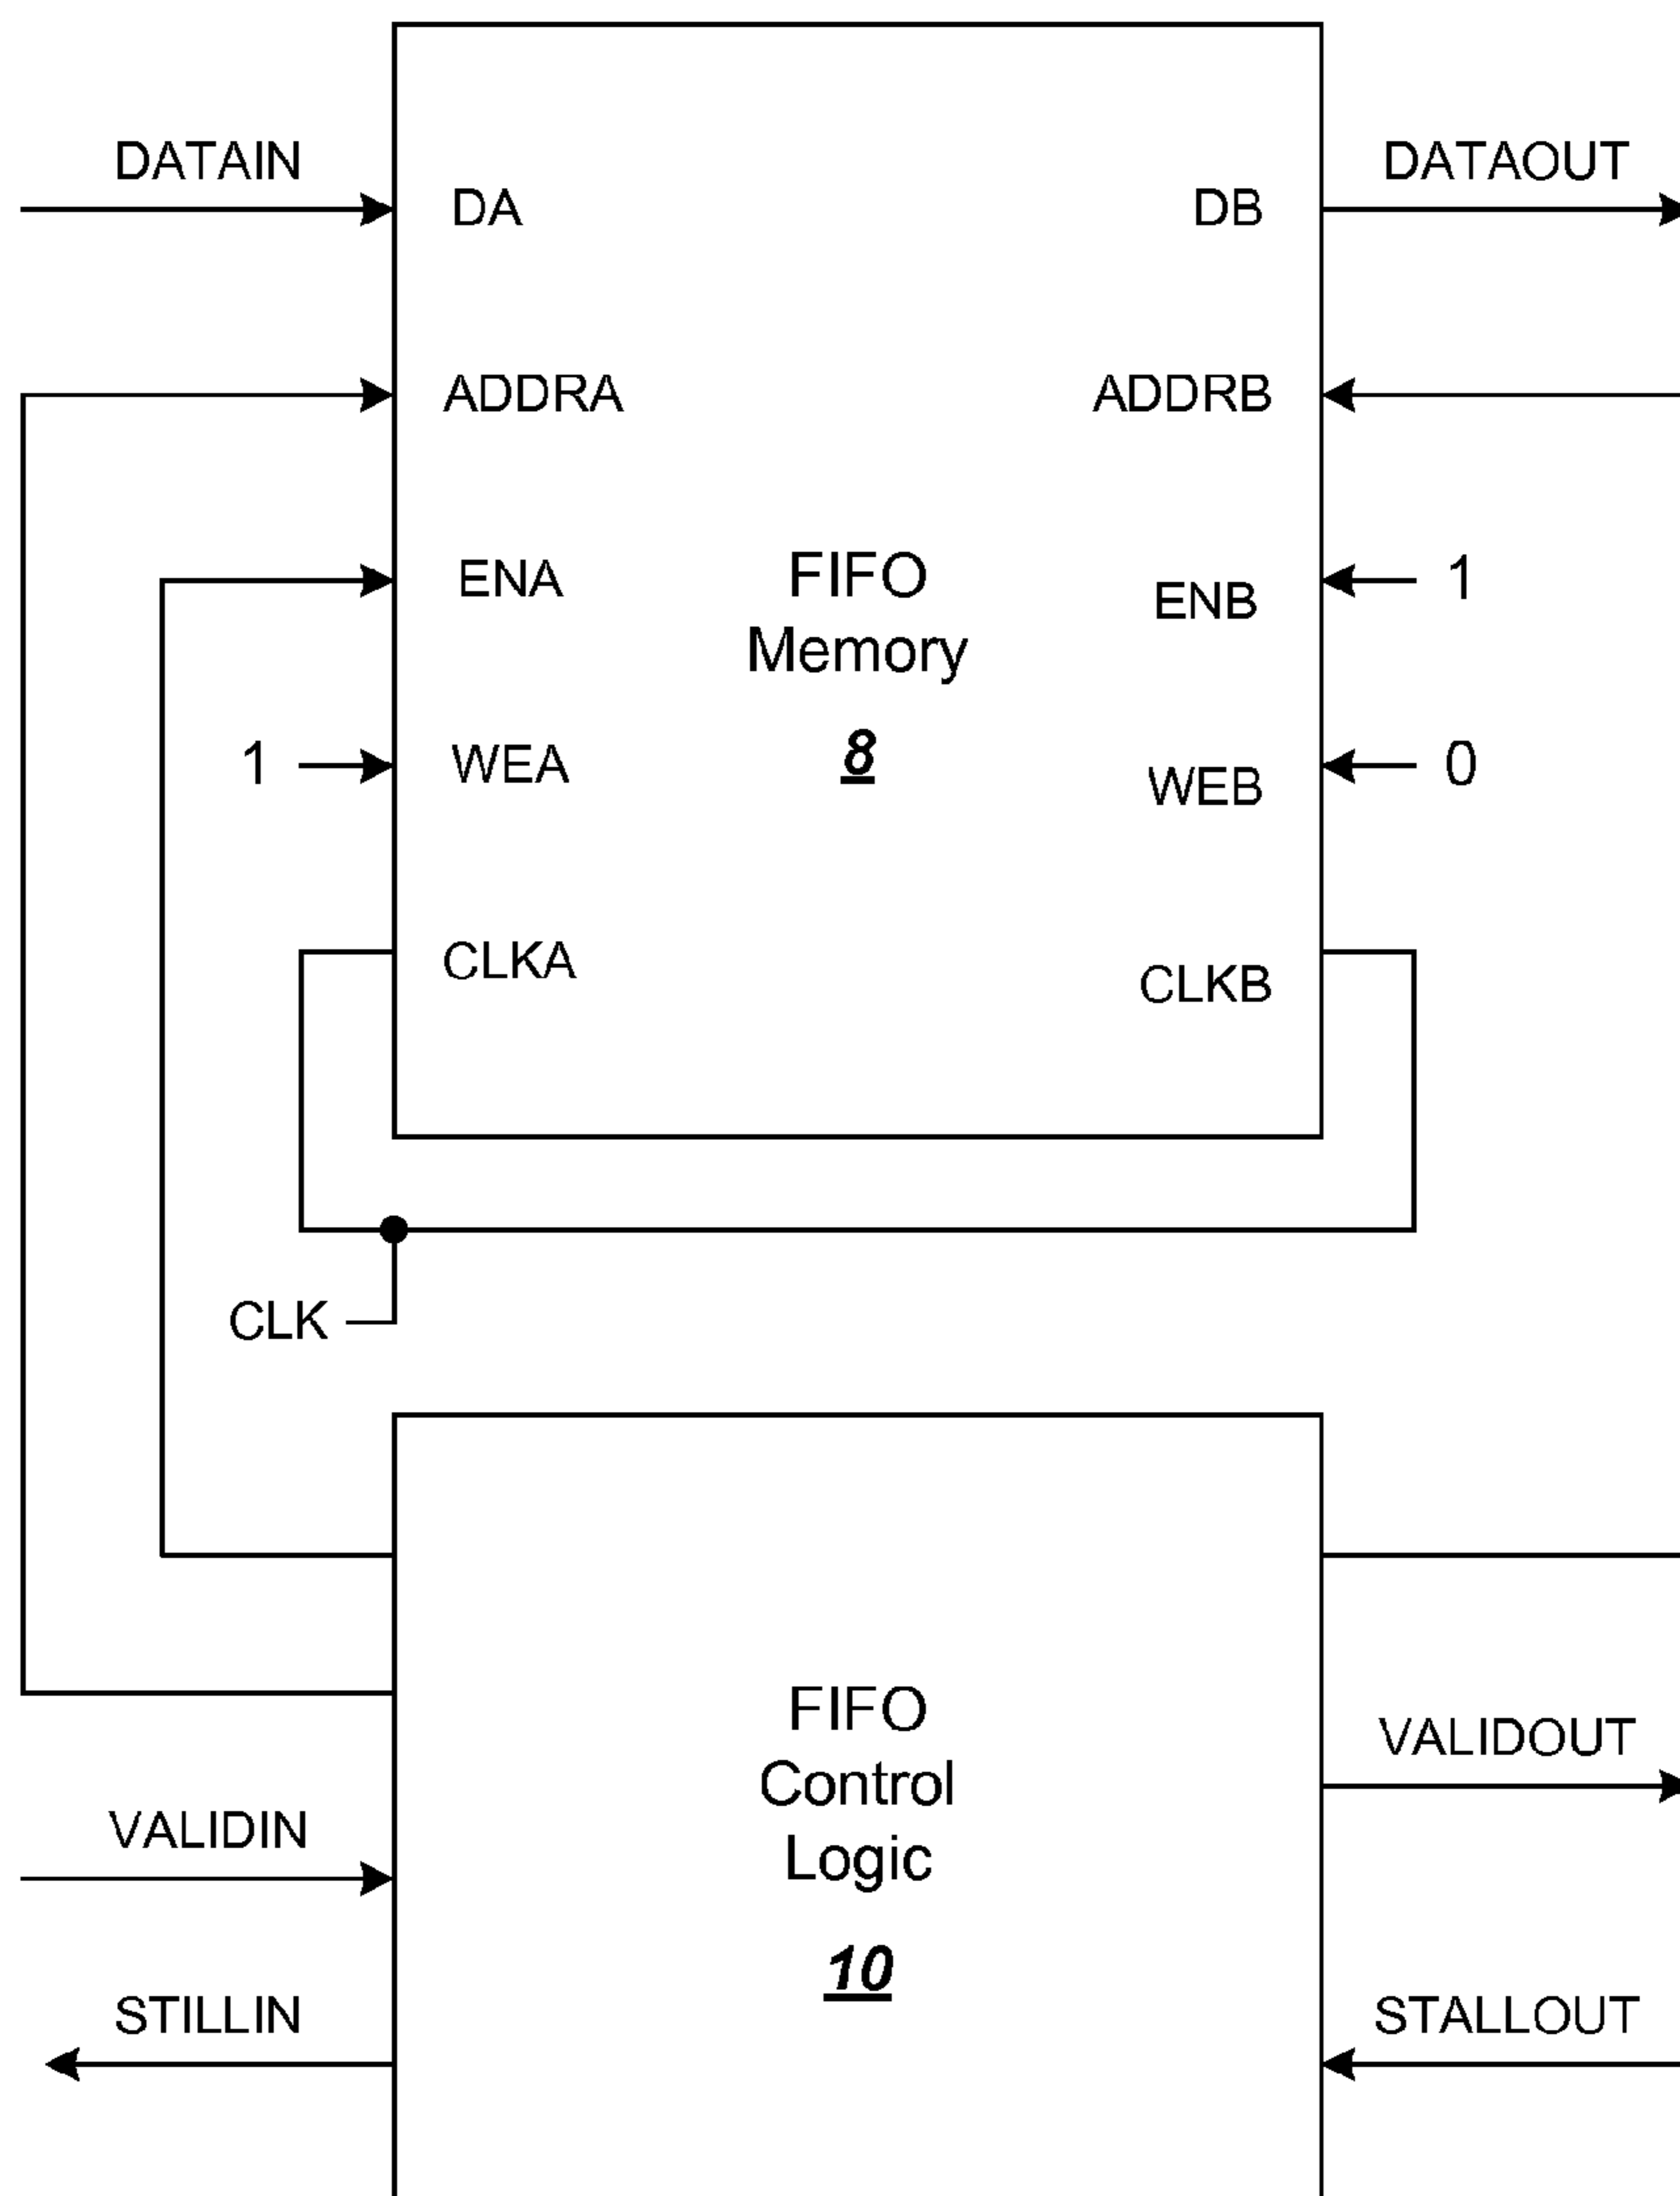 DATAIN
DATAOUT
DA
DB
ADDRA
ADDRB
ENA
FIFO
Memory
8
ENB
1
1
WEA
WEB
0
CLKA
CLKB
CLK
FIFO
Control
Logic
10
VALIDOUT
VALIDIN
STILLIN
STALLOUT